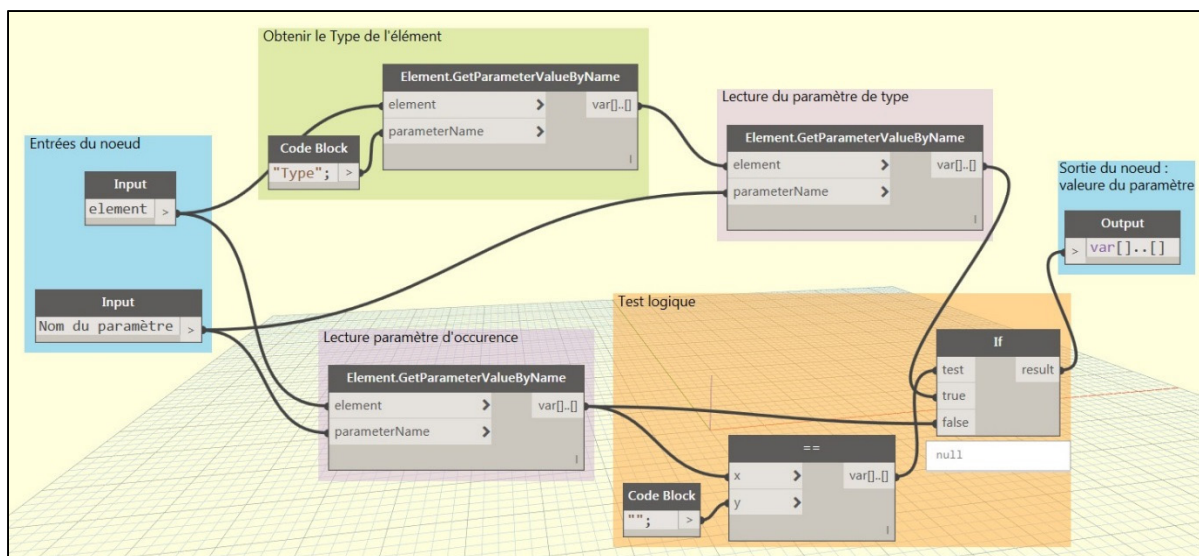 Obtenir le Type de l'élément
Element.GetParameterValueByName
element > var[]..[]
parameterName >
Code Block
"Type"; >
l
Lecture du paramètre de type
Element.GetParameterValueByName
element > var[]..[]
parameterName >
l
Entrées du noeud
Input
element >
Input
Nom du paramètre >
Sortie du noeud :
valeure du paramètre
Output
> var[]..[]
Lecture paramètre d'occurence
Element.GetParameterValueByName
element > var[]..[]
parameterName >
l
Test logique
If
test result
true
false
null
==
x > var[]..[]
y >
l
Code Block
""; >